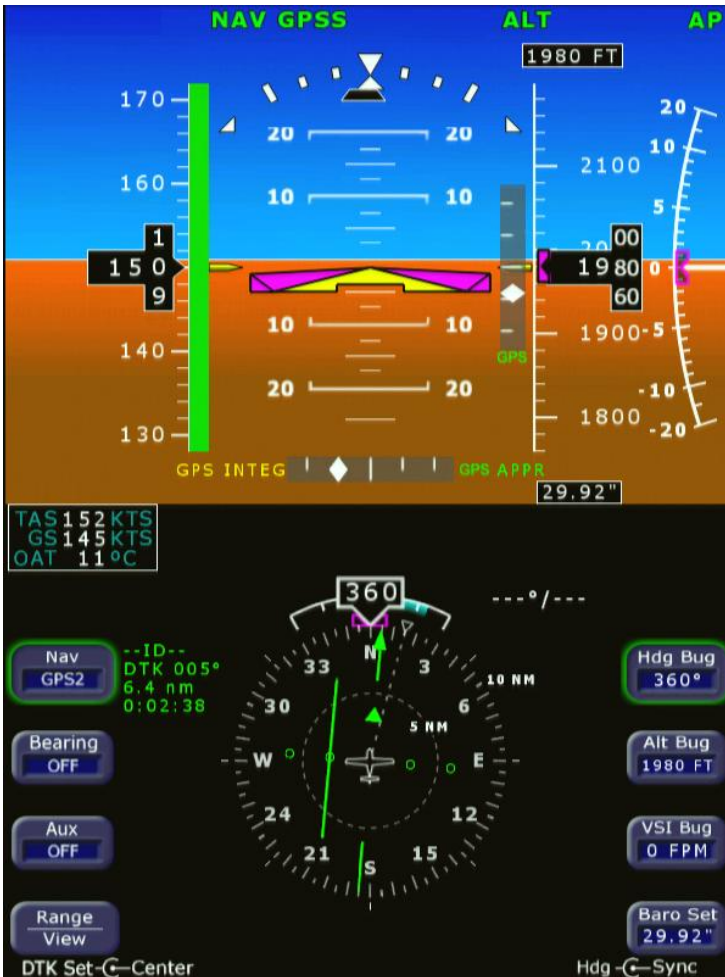 NAV GPSS ALT AP
1980 FT
170
160
1
150
9
140
130
20 20
10 10
10 10
20 20
2100
20
00
1980
60
1900
1800
20
10
5
0
-5
-10
-20
GPS
GPS INTEG GPS APPR
29.92"
TAS 152 KTS
GS 145 KTS
OAT 11°C
360
---°/---
Nav
GPS2
--ID--
DTK 005°
6.4 nm
0:02:38
Bearing
OFF
Aux
OFF
Range
View
DTK Set Center
N
3
6
E
12
15
S
21
24
W
30
33
10 NM
5 NM
Hdg Bug
360°
Alt Bug
1980 FT
VSI Bug
0 FPM
Baro Set
29.92"
Hdg Sync